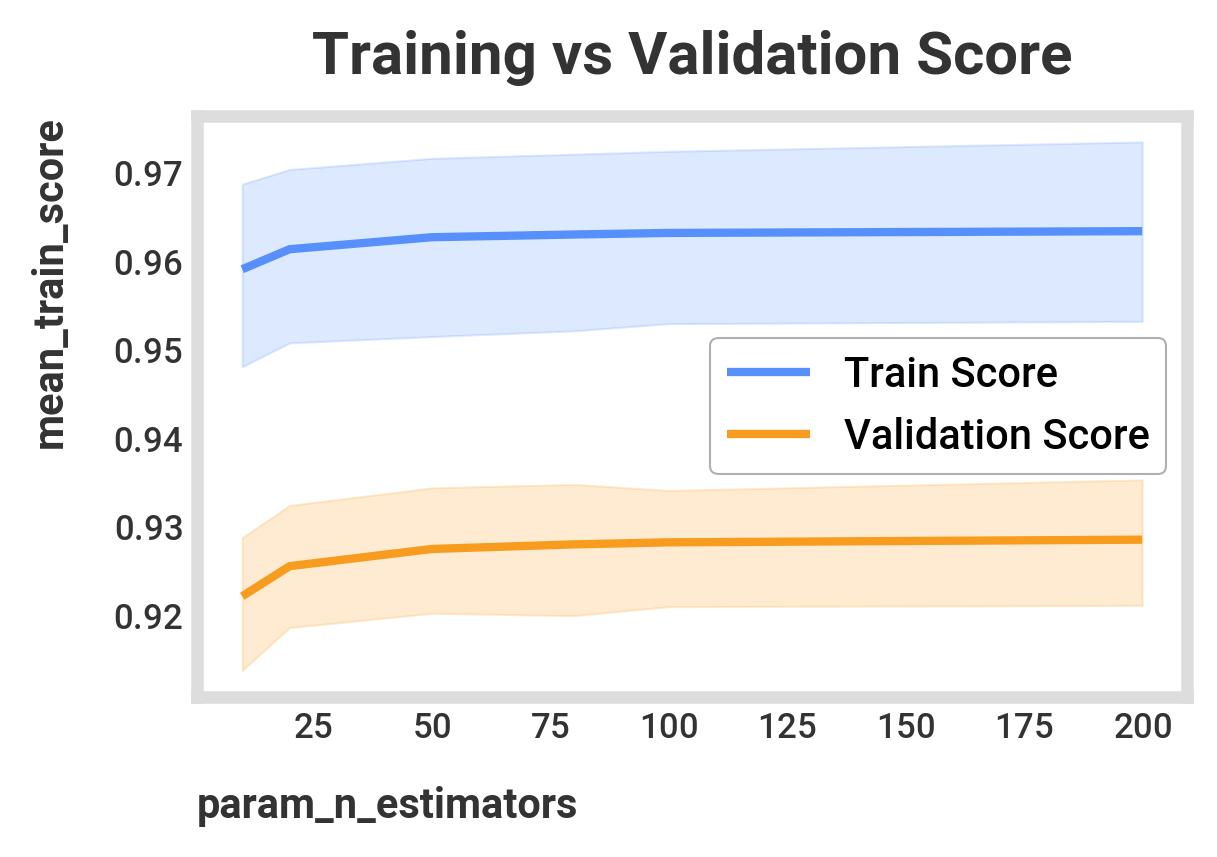 Training vs Validation Score
mean_train_score
0.97
0.96
0.95
0.94
0.93
0.92
Train Score
Validation Score
25 50 75 100 125 150 175 200
param_n_estimators